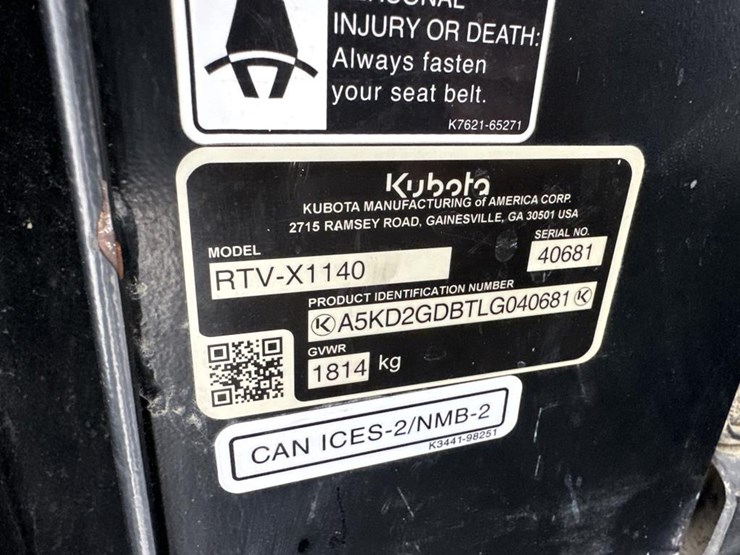 INJURY OR DEATH:
Always fasten
your seat belt.
K7621-65271
Kubota
KUBOTA MANUFACTURING of AMERICA CORP.
2715 RAMSEY ROAD, GAINESVILLE, GA 30501 USA
MODEL
SERIAL NO.
RTV-X1140
40681
PRODUCT IDENTIFICATION NUMBER
A5KD2GDBTLG040681
GVWR
1814 kg
CAN ICES-2/NMB-2
K3441-98251